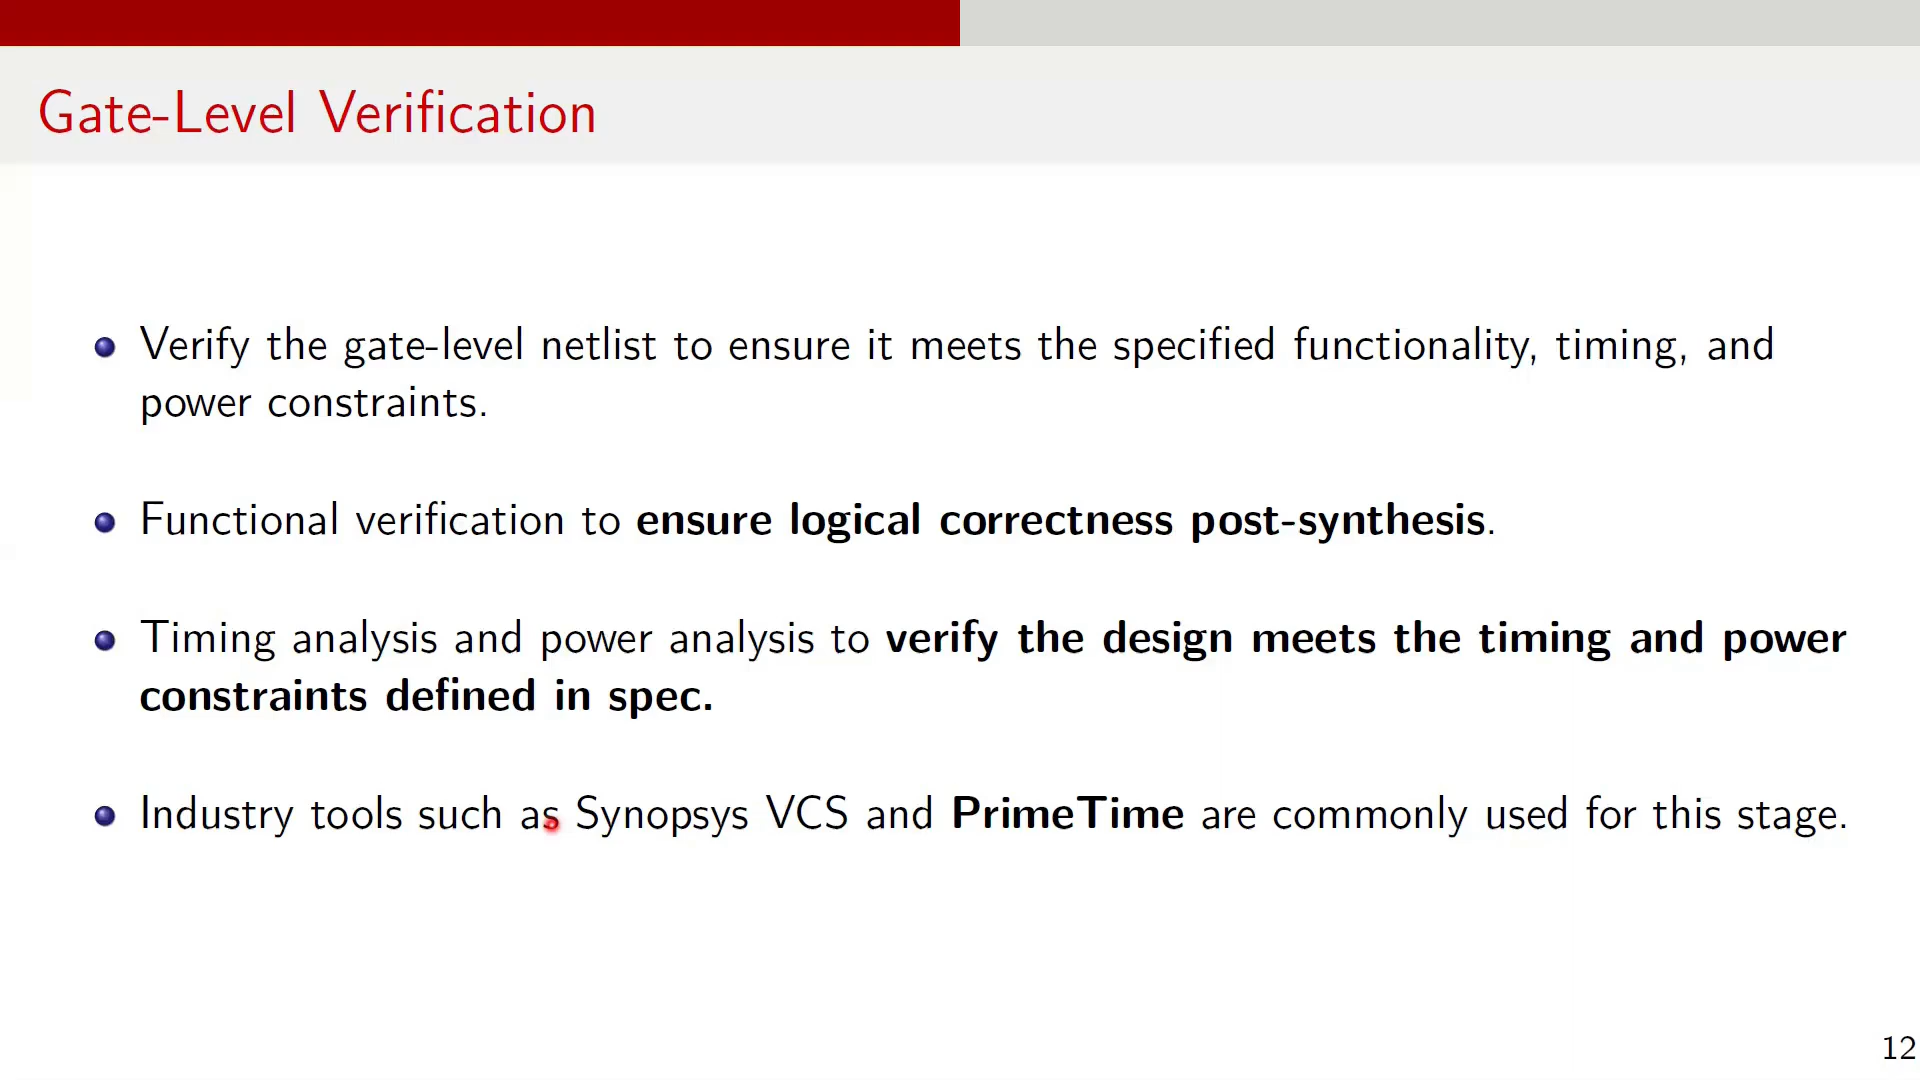 Gate-Level Verification
Verify the gate-level netlist to ensure it meets the specified functionality, timing, and
power constraints.
Functional verification to ensure logical correctness post-synthesis.
Timing analysis and power analysis to verify the design meets the timing and power
constraints defined in spec.
Industry tools such as Synopsys VCS and PrimeTime are commonly used for this stage.
12